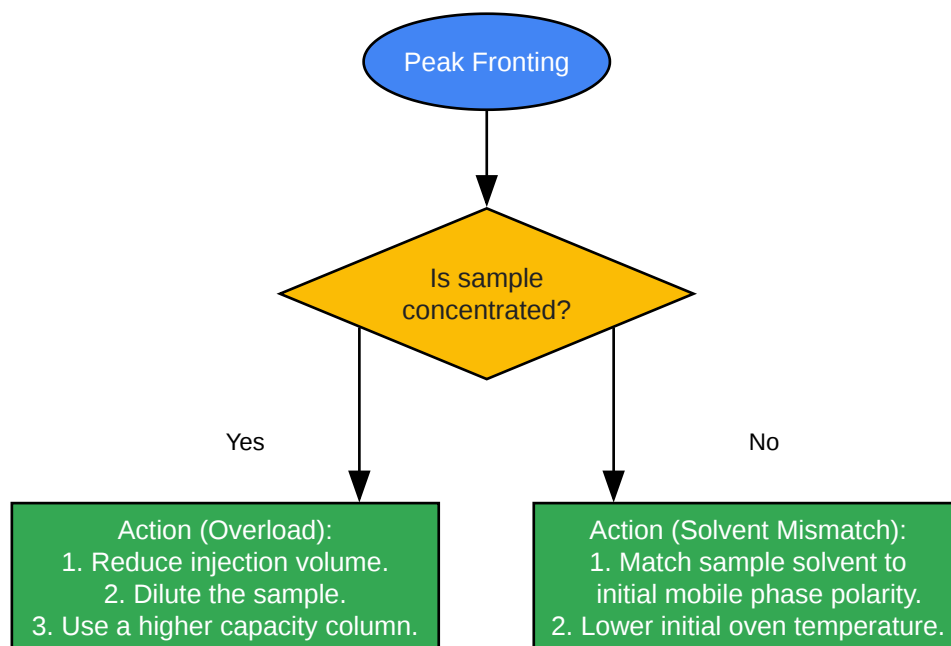 Peak Fronting
Is sample
concentrated?
Yes
No
Action (Overload):
1. Reduce injection volume.
2. Dilute the sample.
3. Use a higher capacity column.
Action (Solvent Mismatch):
1. Match sample solvent to
initial mobile phase polarity.
2. Lower initial oven temperature.